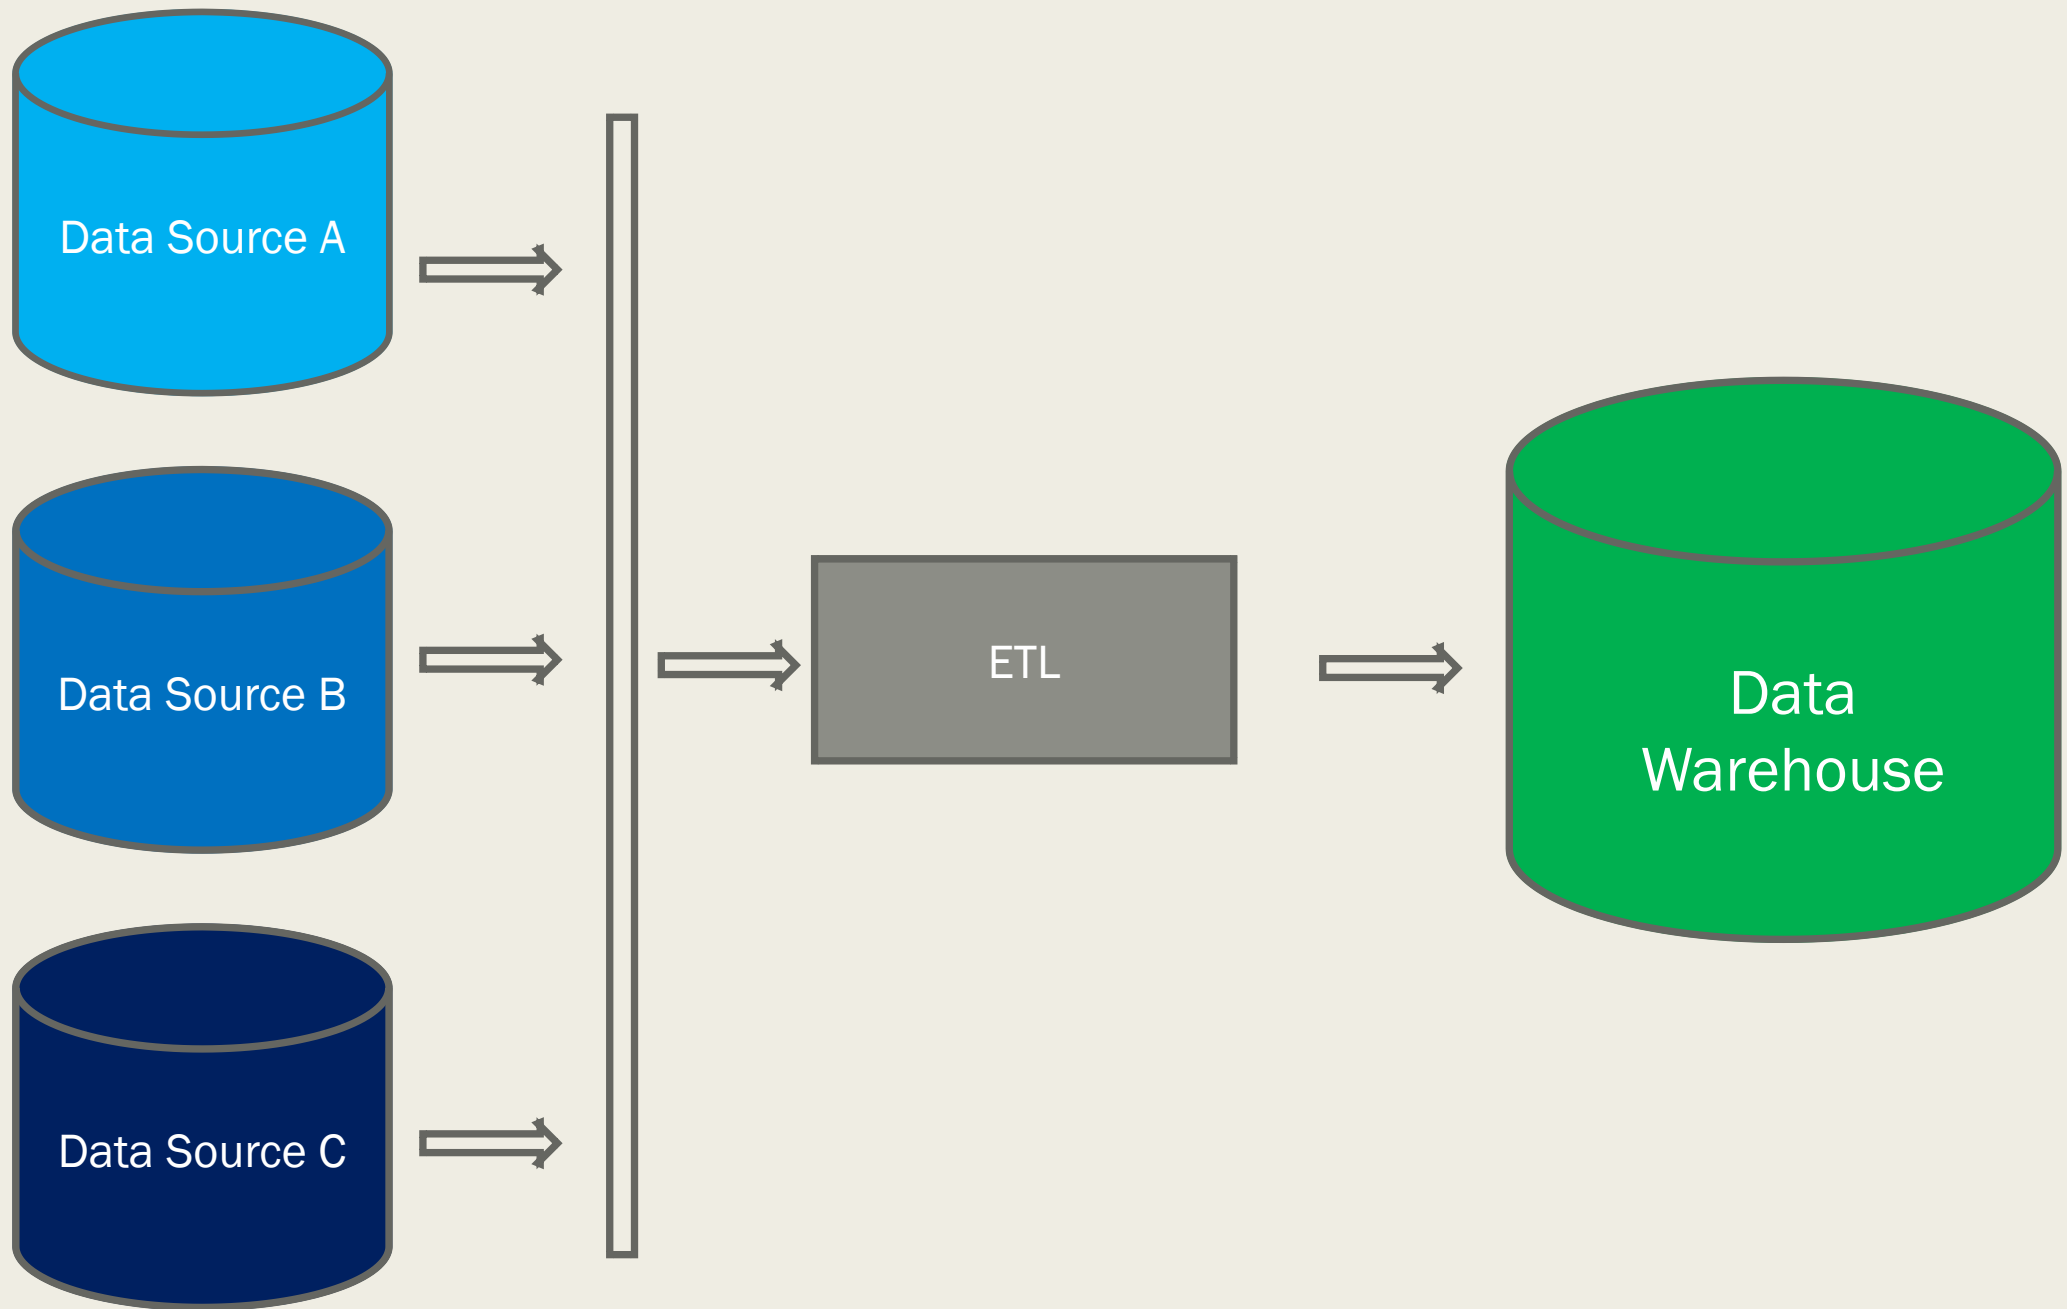 Data Source A
Data Source B
ETL
Data
Warehouse
Data Source C